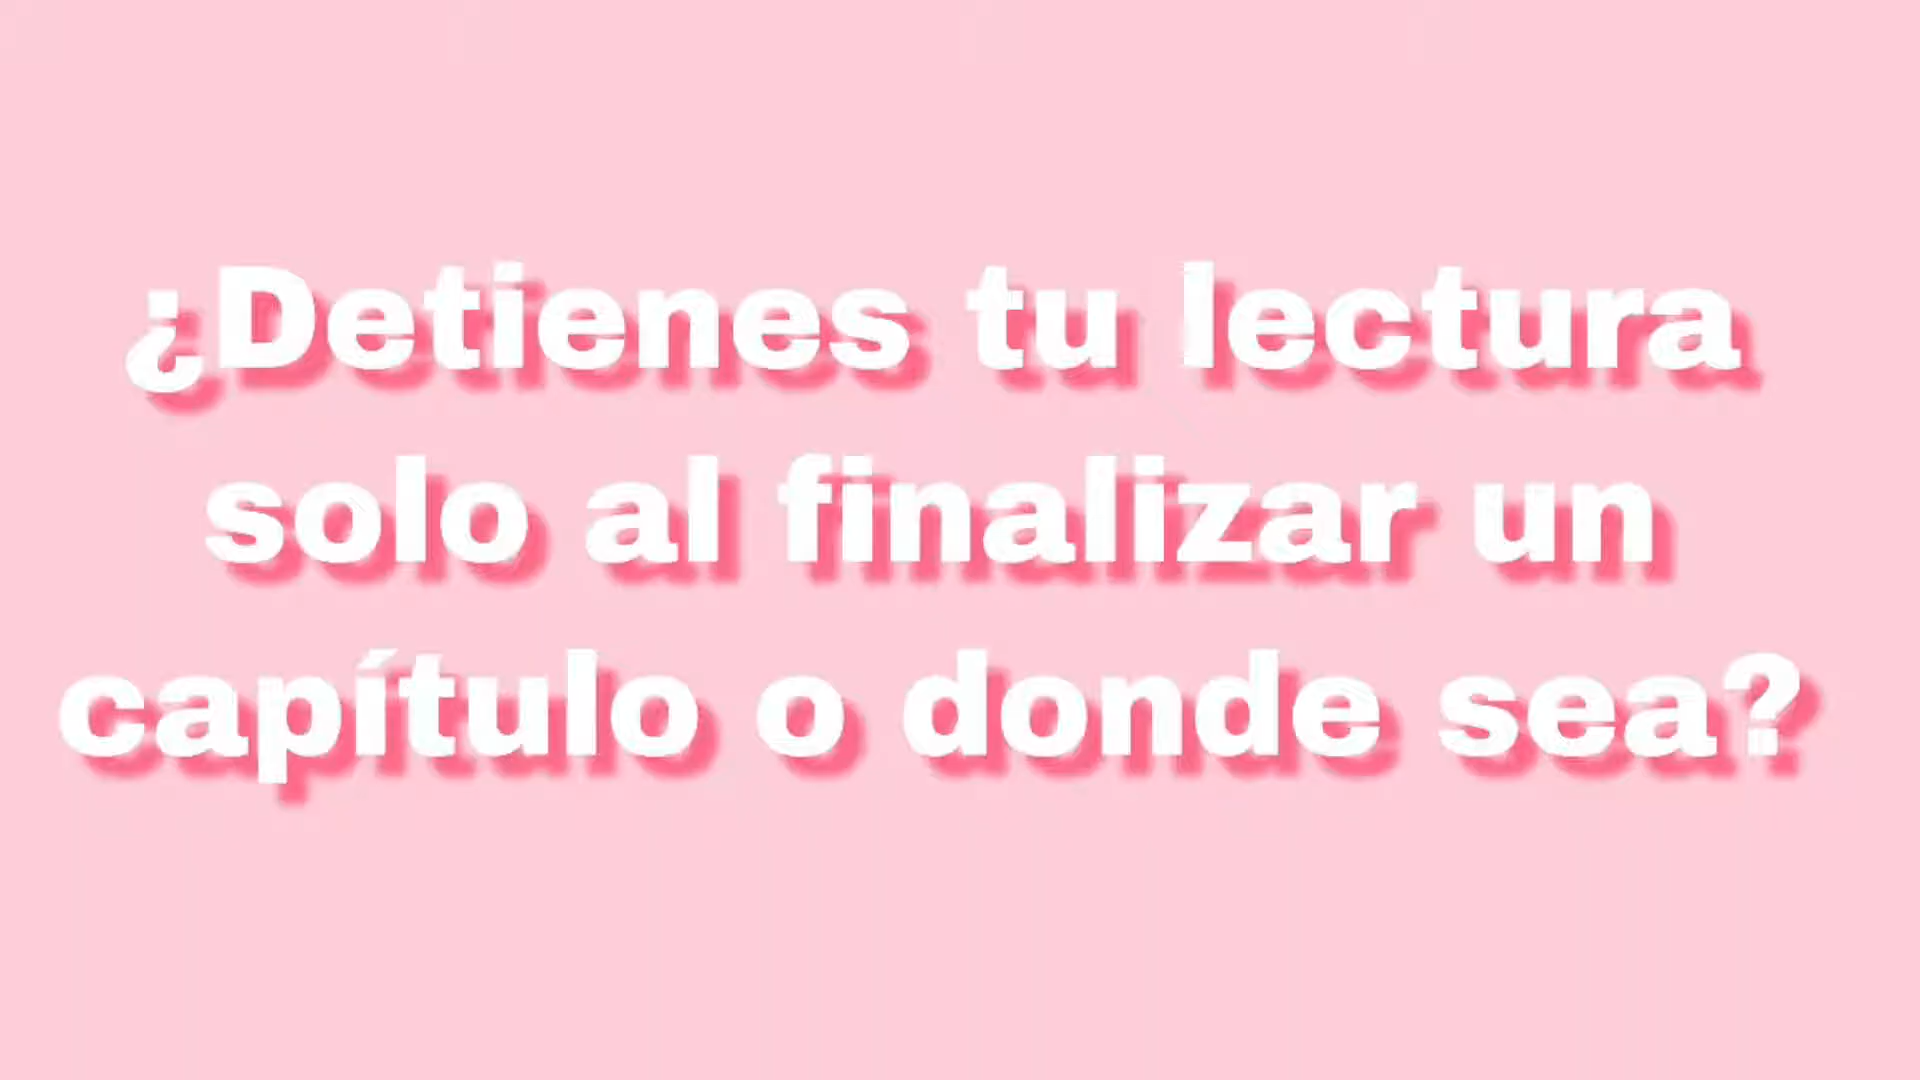 ¿Detienes tu lectura
solo al finalizar un
capítulo o donde sea?